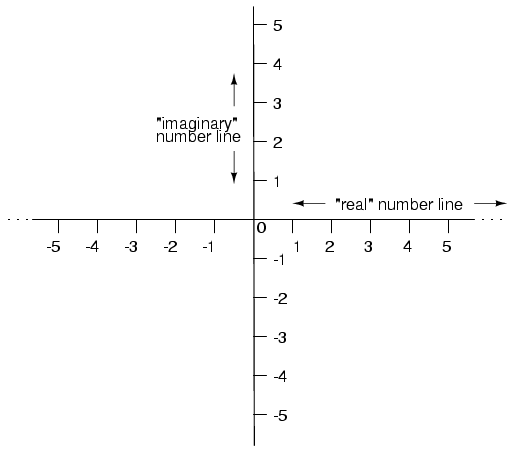 5
4
3
"imaginary"
number line
2
1
"real" number line
0
-5 -4 -3 -2 -1 1 2 3 4 5
-1
-2
-3
-4
-5